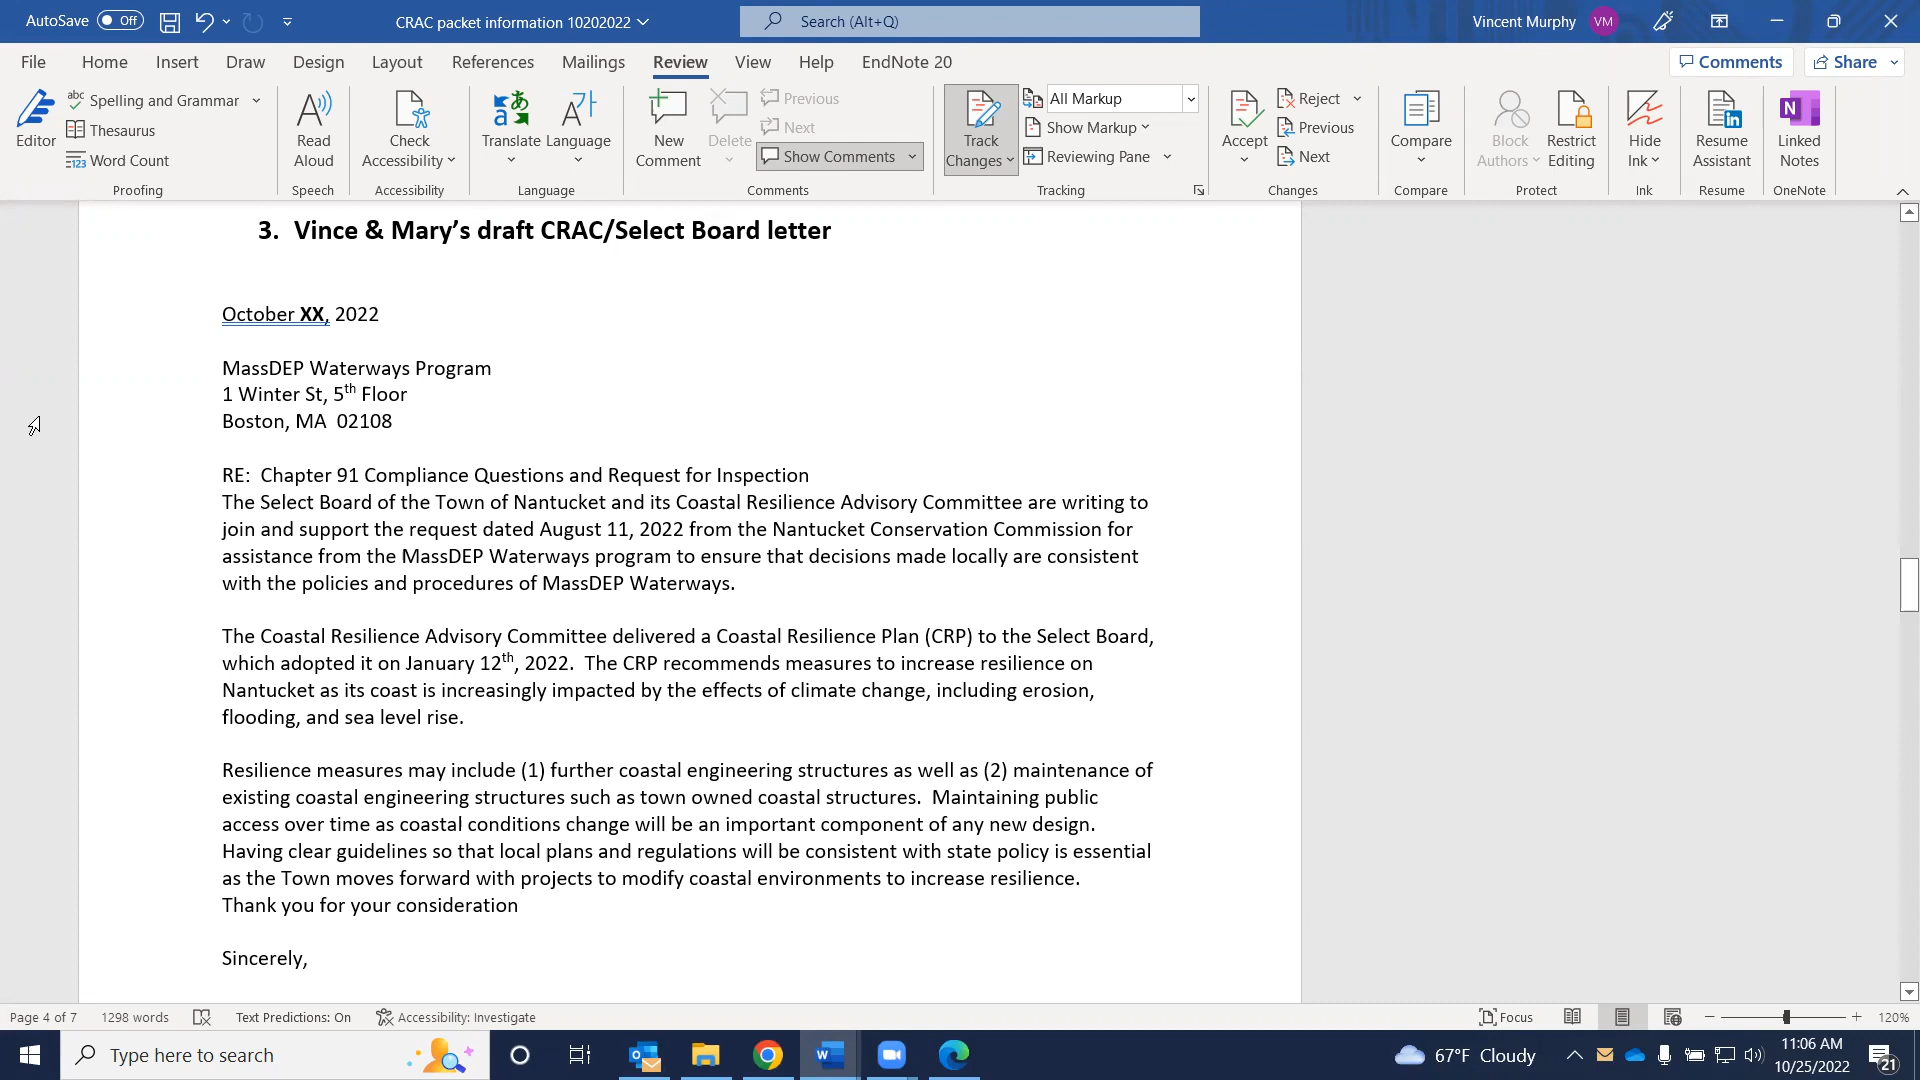 AutoSave Off CRAC packet information 10202022 Search (Alt+Q) Vincent Murphy VM
File Home Insert Draw Design Layout References Mailings Review View Help EndNote 20 Comments Share
Editor
abc Spelling and Grammar
Thesaurus
123 Word Count
Proofing
Read Aloud
Speech
Check Accessibility
Accessibility
Translate
Language
Language
New Comment
Delete
Previous
Next
Show Comments
Comments
Track Changes
All Markup
Show Markup
Reviewing Pane
Tracking
Accept
Reject
Previous
Next
Changes
Compare
Compare
Block Authors
Restrict Editing
Protect
Hide Ink
Ink
Resume Assistant
Resume
Linked Notes
OneNote
3. Vince & Mary’s draft CRAC/Select Board letter
October XX, 2022
MassDEP Waterways Program
1 Winter St, 5th Floor
Boston, MA  02108
RE:  Chapter 91 Compliance Questions and Request for Inspection
The Select Board of the Town of Nantucket and its Coastal Resilience Advisory Committee are writing to
join and support the request dated August 11, 2022 from the Nantucket Conservation Commission for
assistance from the MassDEP Waterways program to ensure that decisions made locally are consistent
with the policies and procedures of MassDEP Waterways.
The Coastal Resilience Advisory Committee delivered a Coastal Resilience Plan (CRP) to the Select Board,
which adopted it on January 12th, 2022.  The CRP recommends measures to increase resilience on
Nantucket as its coast is increasingly impacted by the effects of climate change, including erosion,
flooding, and sea level rise.
Resilience measures may include (1) further coastal engineering structures as well as (2) maintenance of
existing coastal engineering structures such as town owned coastal structures.  Maintaining public
access over time as coastal conditions change will be an important component of any new design.
Having clear guidelines so that local plans and regulations will be consistent with state policy is essential
as the Town moves forward with projects to modify coastal environments to increase resilience.
Thank you for your consideration
Sincerely,
Page 4 of 7 1298 words Text Predictions: On Accessibility: Investigate Focus 120%
Type here to search 67°F Cloudy 11:06 AM
10/25/2022 21